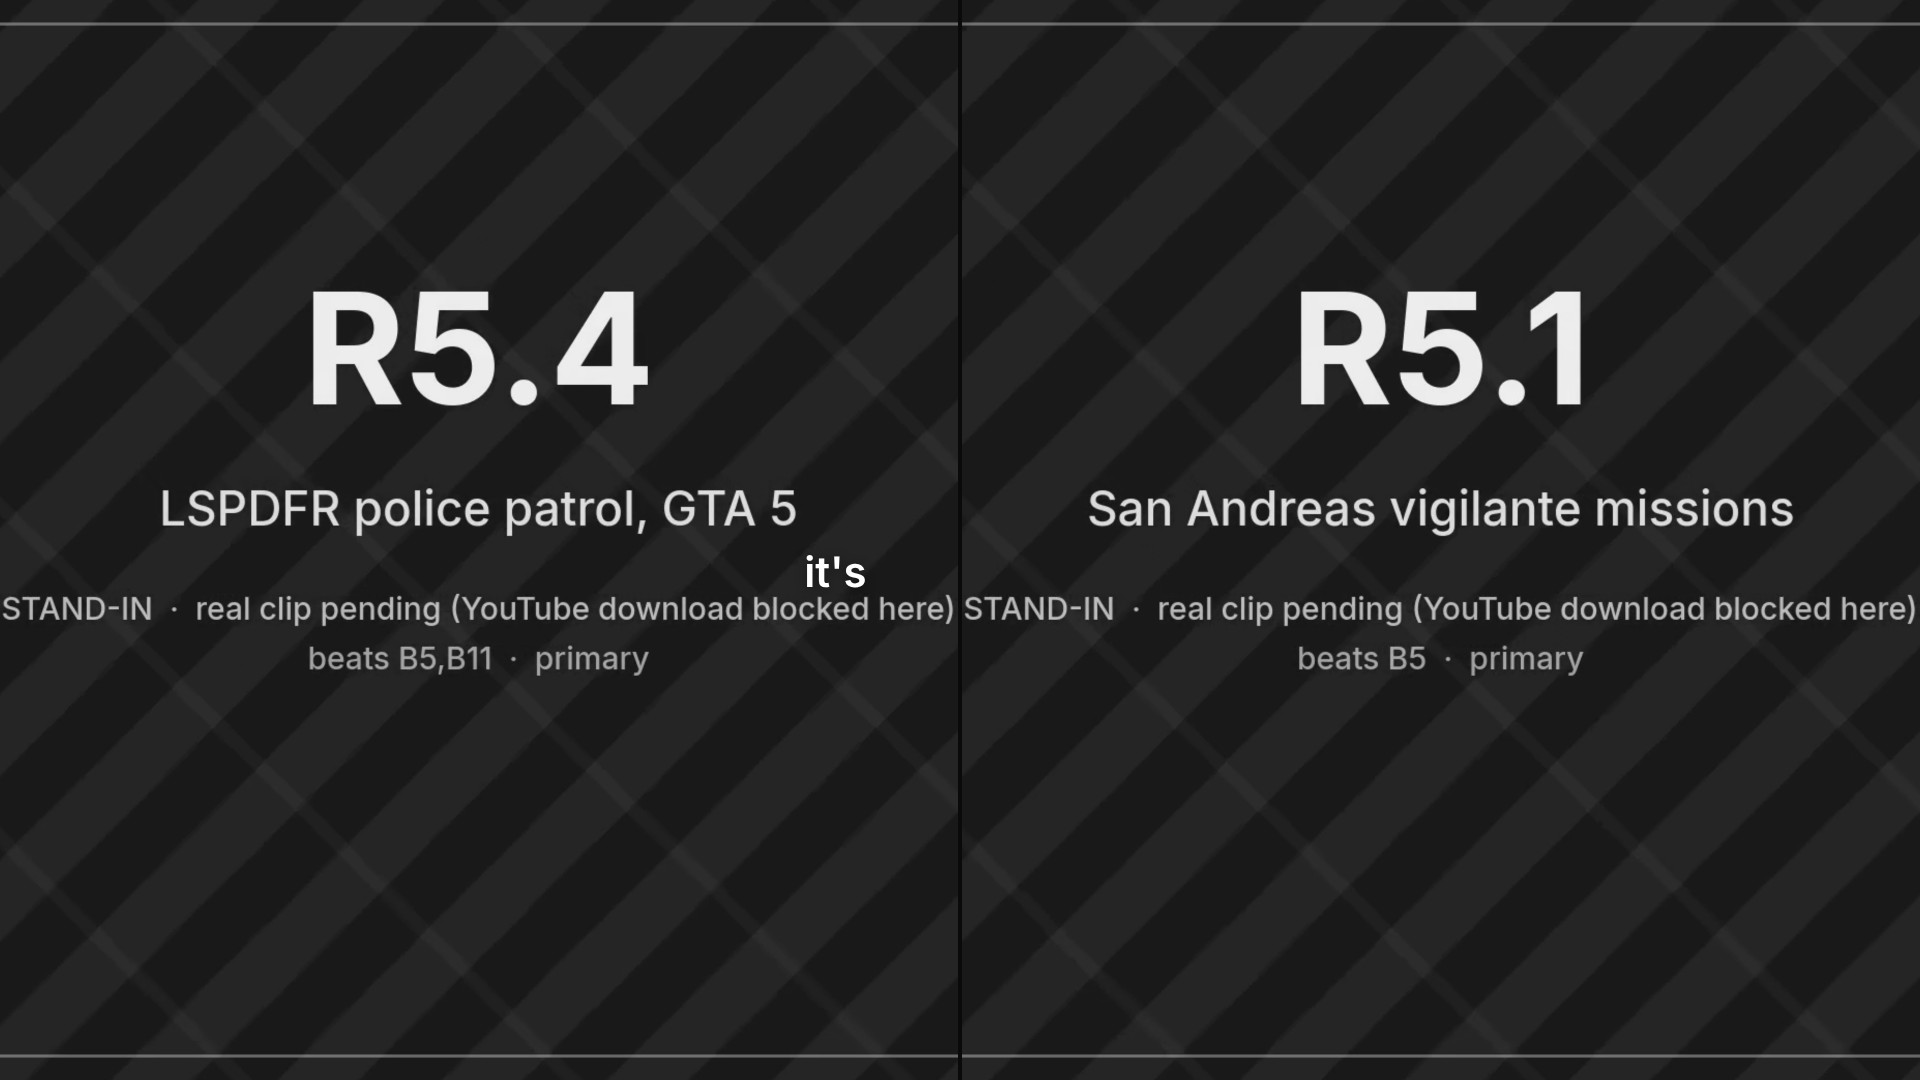 R5.4
LSPDFR police patrol, GTA 5
it's
STAND-IN · real clip pending (YouTube download blocked here)
beats B5,B11 · primary
R5.1
San Andreas vigilante missions
STAND-IN · real clip pending (YouTube download blocked here)
beats B5 · primary